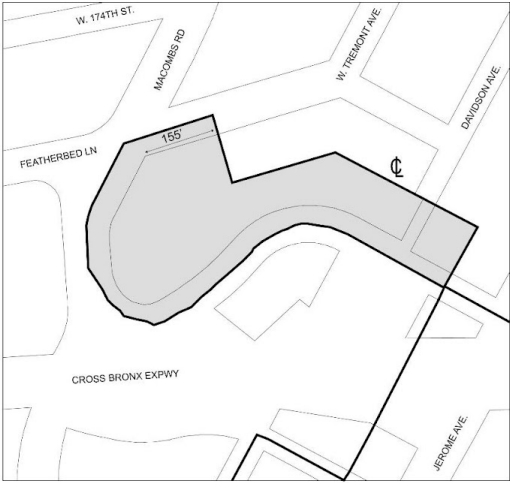 W. 174TH ST.
MACOMBS RD
W. TREMONT AVE.
DAVIDSON AVE.
155'
FEATHERBED LN
℄
CROSS BRONX EXPWY
JEROME AVE.